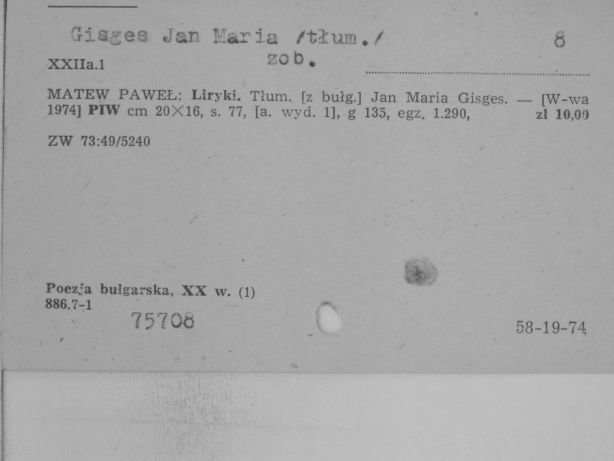 Gisges Jan Maria /tłum./ 8
XXIIa.1 zob.
MATEW PAWEŁ: Liryki. Tłum. [z bułg.] Jan Maria Gisges. — [W-wa
1974] PIW cm 20×16, s. 77, [a. wyd. 1], g 135, egz. 1.290, zł 10,00
ZW 73:49/5240
Poezja bułgarska, XX w. (1)
886.7-1
75708
58-19-74